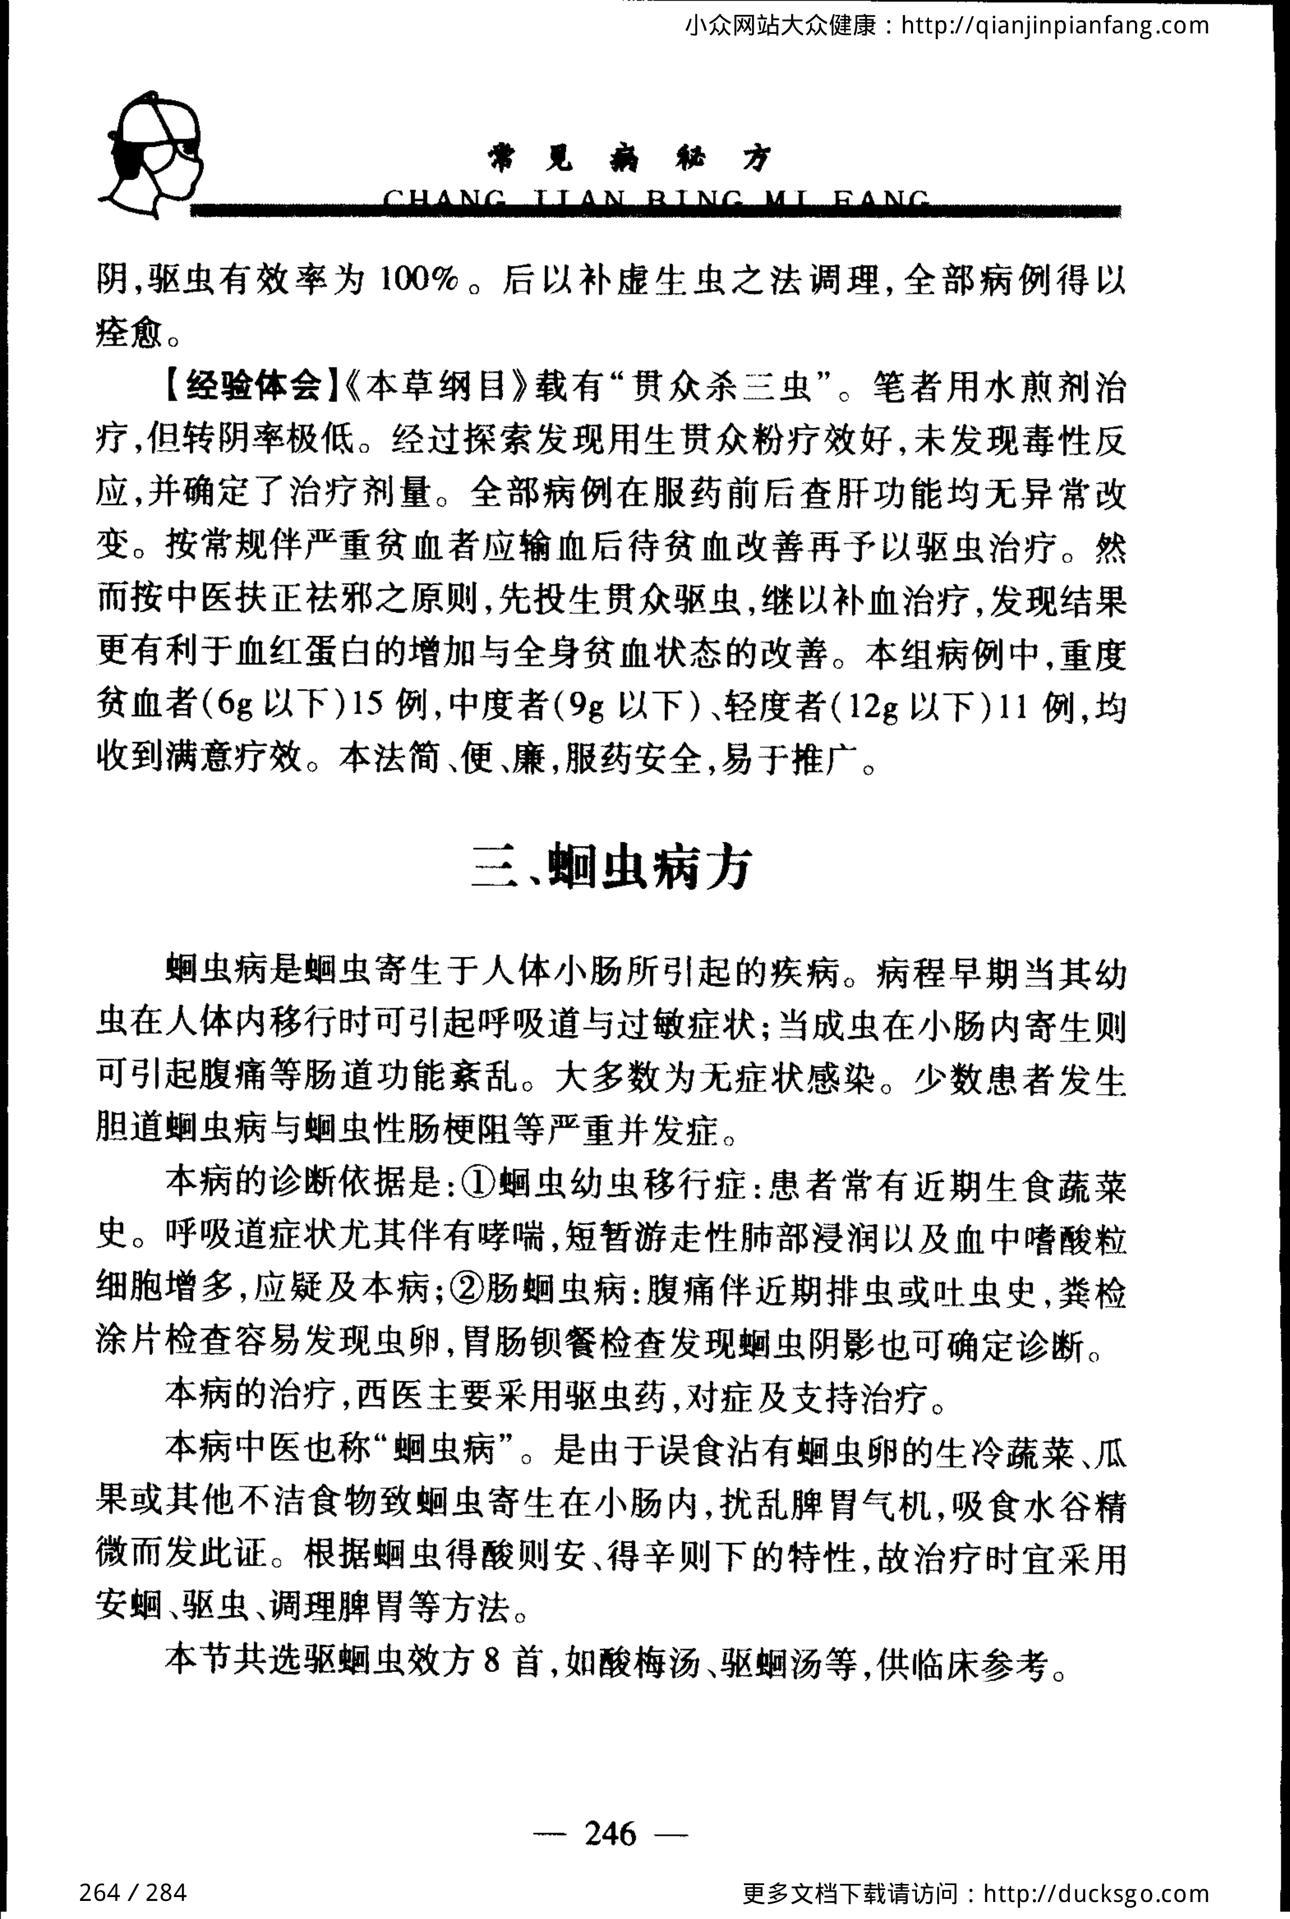 小众网站大众健康：http://qianjinpianfang.com
常见病秘方
CHANG JIAN BING MI FANG
阴,驱虫有效率为 100%。后以补虚生虫之法调理,全部病例得以
痊愈。
【经验体会】《本草纲目》载有“贯众杀三虫”。笔者用水煎剂治
疗,但转阴率极低。经过探索发现用生贯众粉疗效好,未发现毒性反
应,并确定了治疗剂量。全部病例在服药前后查肝功能均无异常改
变。按常规伴严重贫血者应输血后待贫血改善再予以驱虫治疗。然
而按中医扶正祛邪之原则,先投生贯众驱虫,继以补血治疗,发现结果
更有利于血红蛋白的增加与全身贫血状态的改善。本组病例中,重度
贫血者(6g 以下)15 例,中度者(9g 以下)、轻度者(12g 以下)11 例,均
收到满意疗效。本法简、便、廉,服药安全,易于推广。
三、蛔虫病方
蛔虫病是蛔虫寄生于人体小肠所引起的疾病。病程早期当其幼
虫在人体内移行时可引起呼吸道与过敏症状;当成虫在小肠内寄生则
可引起腹痛等肠道功能紊乱。大多数为无症状感染。少数患者发生
胆道蛔虫病与蛔虫性肠梗阻等严重并发症。
本病的诊断依据是:①蛔虫幼虫移行症:患者常有近期生食蔬菜
史。呼吸道症状尤其伴有哮喘,短暂游走性肺部浸润以及血中嗜酸粒
细胞增多,应疑及本病;②肠蛔虫病:腹痛伴近期排虫或吐虫史,粪检
涂片检查容易发现虫卵,胃肠钡餐检查发现蛔虫阴影也可确定诊断。
本病的治疗,西医主要采用驱虫药,对症及支持治疗。
本病中医也称“蛔虫病”。是由于误食沾有蛔虫卵的生冷蔬菜、瓜
果或其他不洁食物致蛔虫寄生在小肠内,扰乱脾胃气机,吸食水谷精
微而发此证。根据蛔虫得酸则安、得辛则下的特性,故治疗时宜采用
安蛔、驱虫、调理脾胃等方法。
本节共选驱蛔虫效方 8 首,如酸梅汤、驱蛔汤等,供临床参考。
— 246 —
264 / 284
更多文档下载请访问：http://ducksgo.com